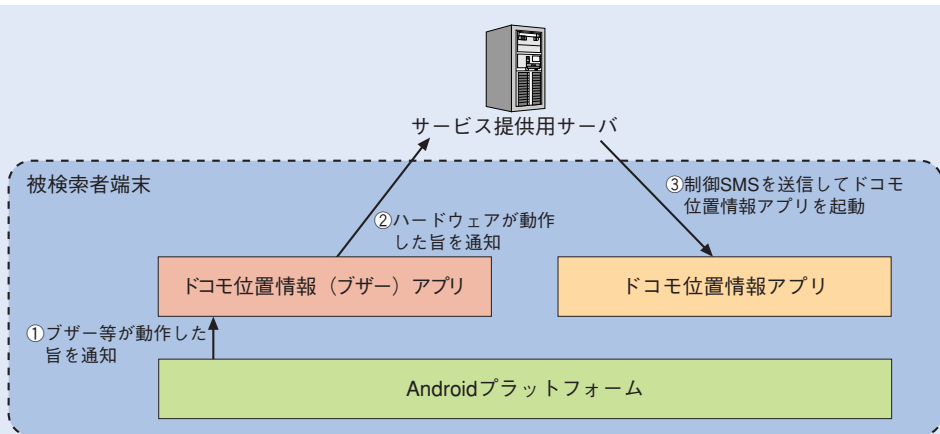 サービス提供用サーバ
被検索者端末
③制御SMSを送信してドコモ
位置情報アプリを起動
②ハードウェアが動作
した旨を通知
ドコモ位置情報（ブザー）アプリ
ドコモ位置情報アプリ
①ブザー等が動作した
旨を通知
Androidプラットフォーム